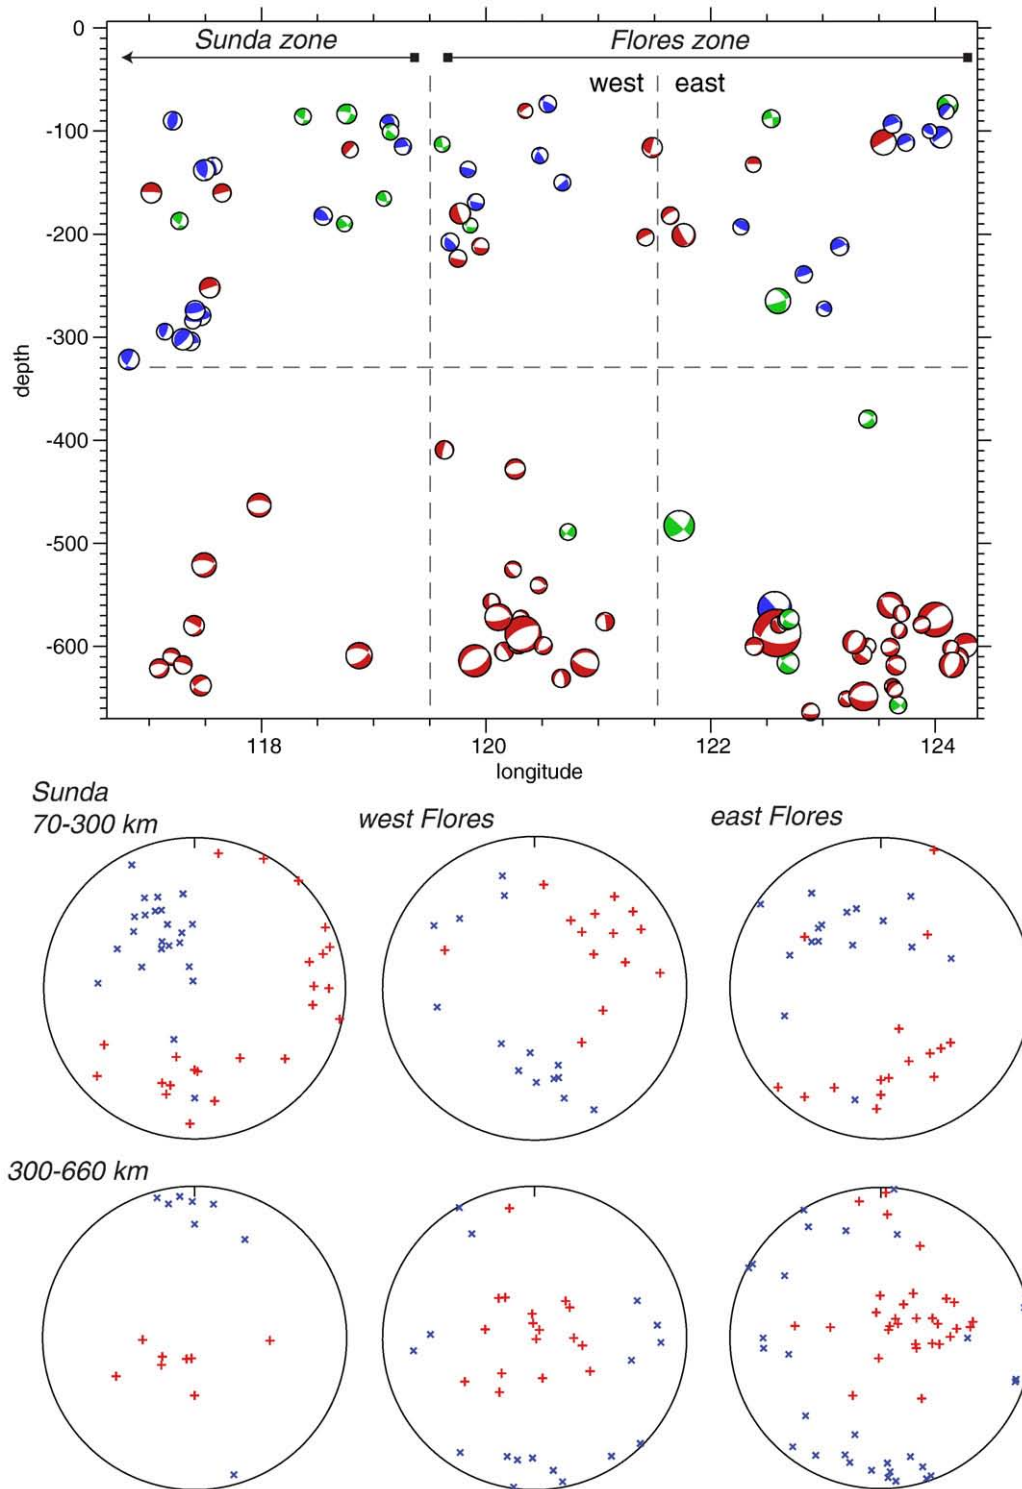 0
Sunda zone
Flores zone
west
east
-100
-200
-300
depth
-400
-500
-600
118
120
122
124
longitude
Sunda
70-300 km
west Flores
east Flores
300-660 km